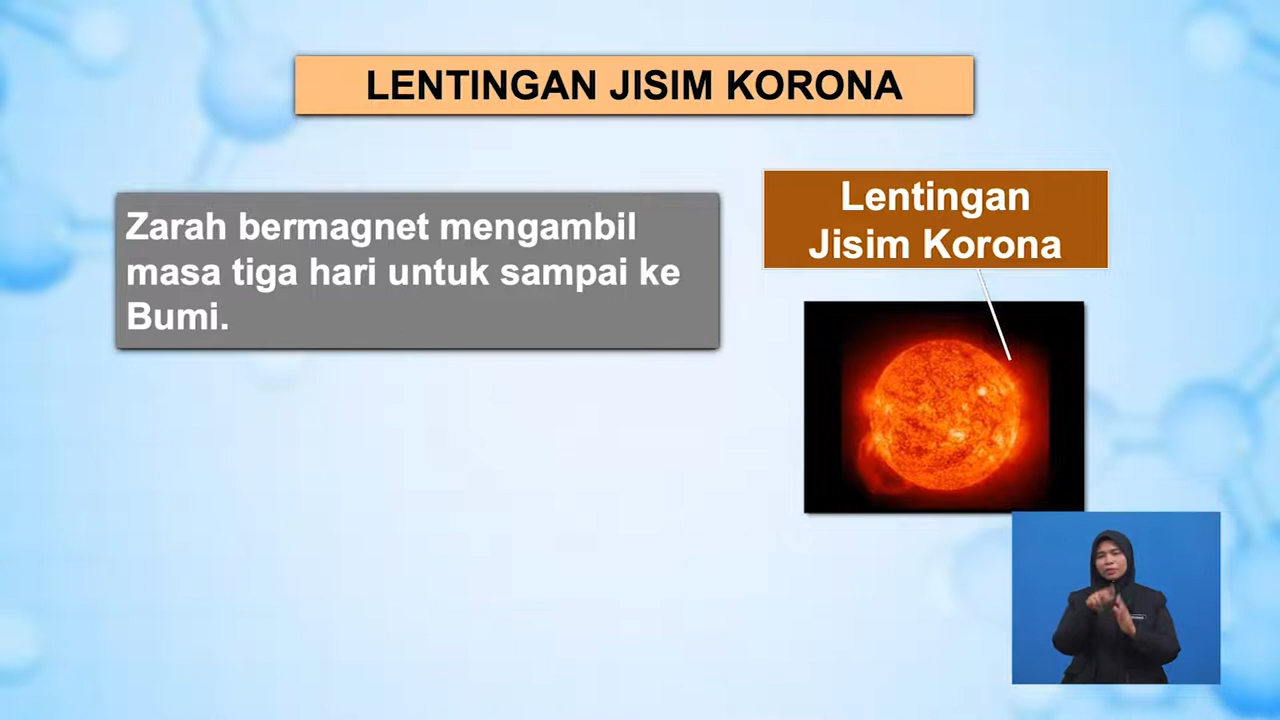 LENTINGAN JISIM KORONA
Zarah bermagnet mengambil
masa tiga hari untuk sampai ke
Bumi.
Lentingan
Jisim Korona